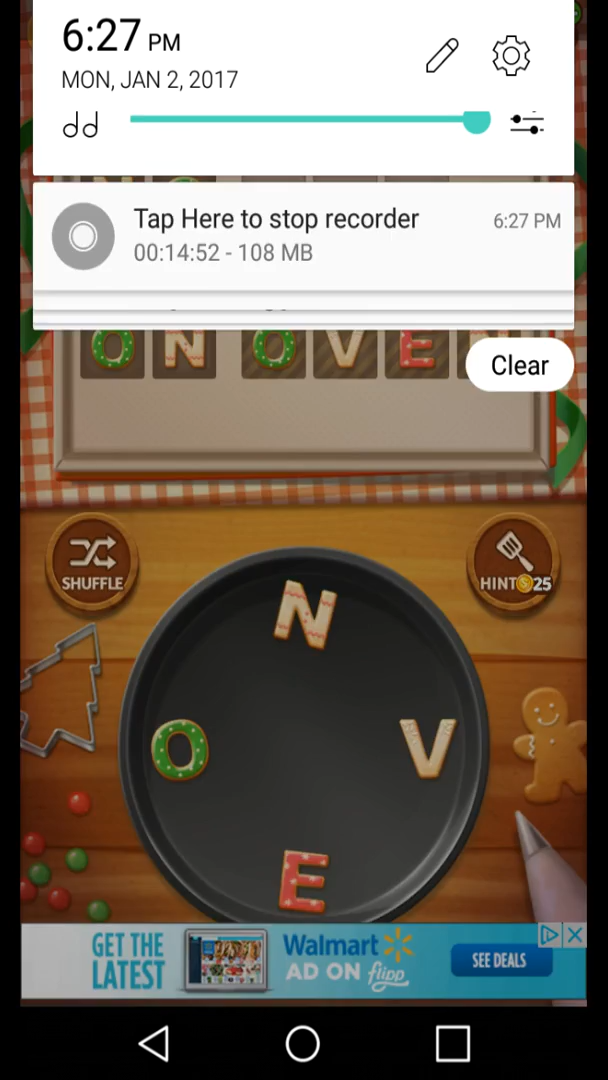 6:27 PM
MON, JAN 2, 2017
Tap Here to stop recorder
6:27 PM
00:14:52 - 108 MB
ON OVE
Clear
SHUFFLE
HINT 25
N
O
V
E
GET THE
LATEST
Walmart
AD ON flipp
SEE DEALS